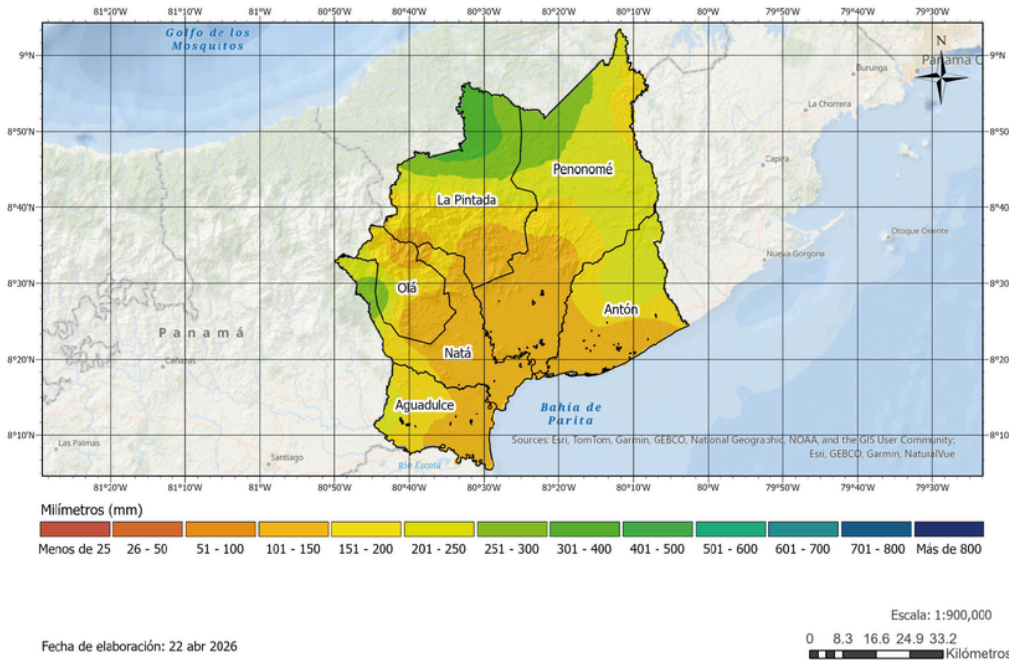 81°20'W 81°10'W 81°0'W 80°50'W 80°40'W 80°30'W 80°20'W 80°10'W 80°0'W 79°50'W 79°40'W 79°30'W
Golfo de los
Mosquitos
N
9°N 9°N
Panama C
Burunga
La Chorrera
8°50'N 8°50'N
Penonomé
Capira
La Pintada
8°40'N 8°40'N
Otoque Oriente
Nueva Gorgona
8°30'N 8°30'N
Olá
Antón
Panamá
Natá
8°20'N 8°20'N
Cañazas
Aguadulce
Bahía de
Parita
8°10'N 8°10'N
Sources: Esri, TomTom, Garmin, GEBCO, National Geographic, NOAA, and the GIS User Community;
Esri, GEBCO, Garmin, NaturalVue
Las Palmas
Santiago
Río Escota
81°20'W 81°10'W 81°0'W 80°50'W 80°40'W 80°30'W 83°20'W 80°10'W 80°W 79°50'W 79°40'W 79°30'W
Milímetros (mm)
Menos de 25 26 - 50 51 - 100 101 - 150 151 - 200 201 - 250 251 - 300 301 - 400 401 - 500 501 - 600 601 - 700 701 - 800 Más de 800
Escala: 1:900,000
Fecha de elaboración: 22 abr 2026
0 8.3 16.6 24.9 33.2
Kilómetros